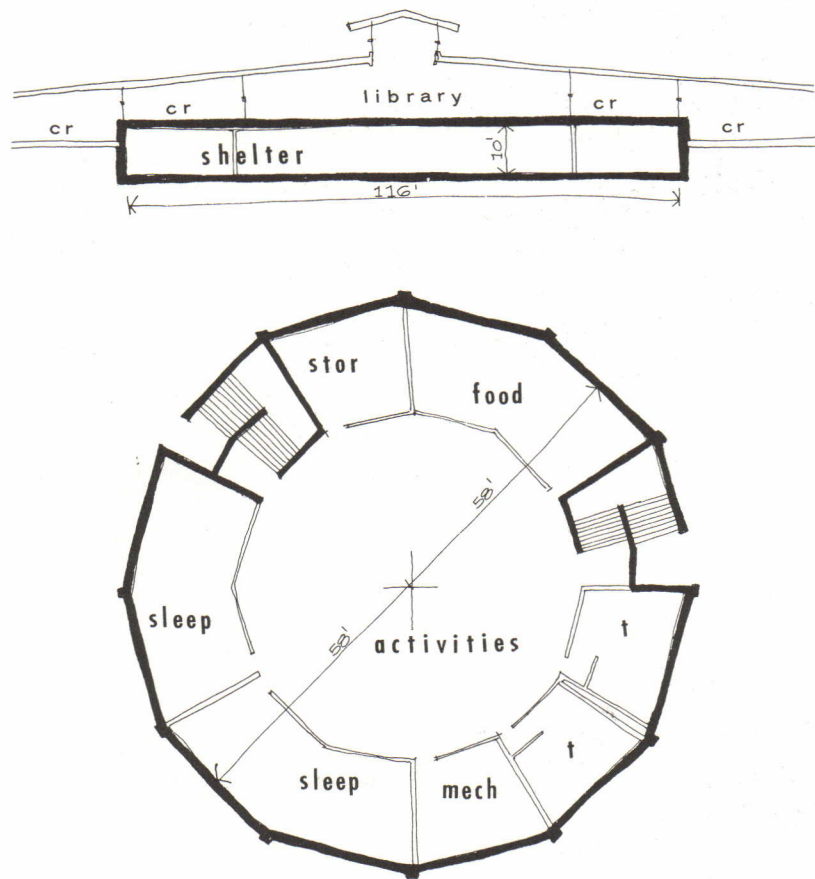 library
cr
cr
cr
cr
shelter
10'
116'
stor
food
58'
sleep
58'
activities
t
t
sleep
mech